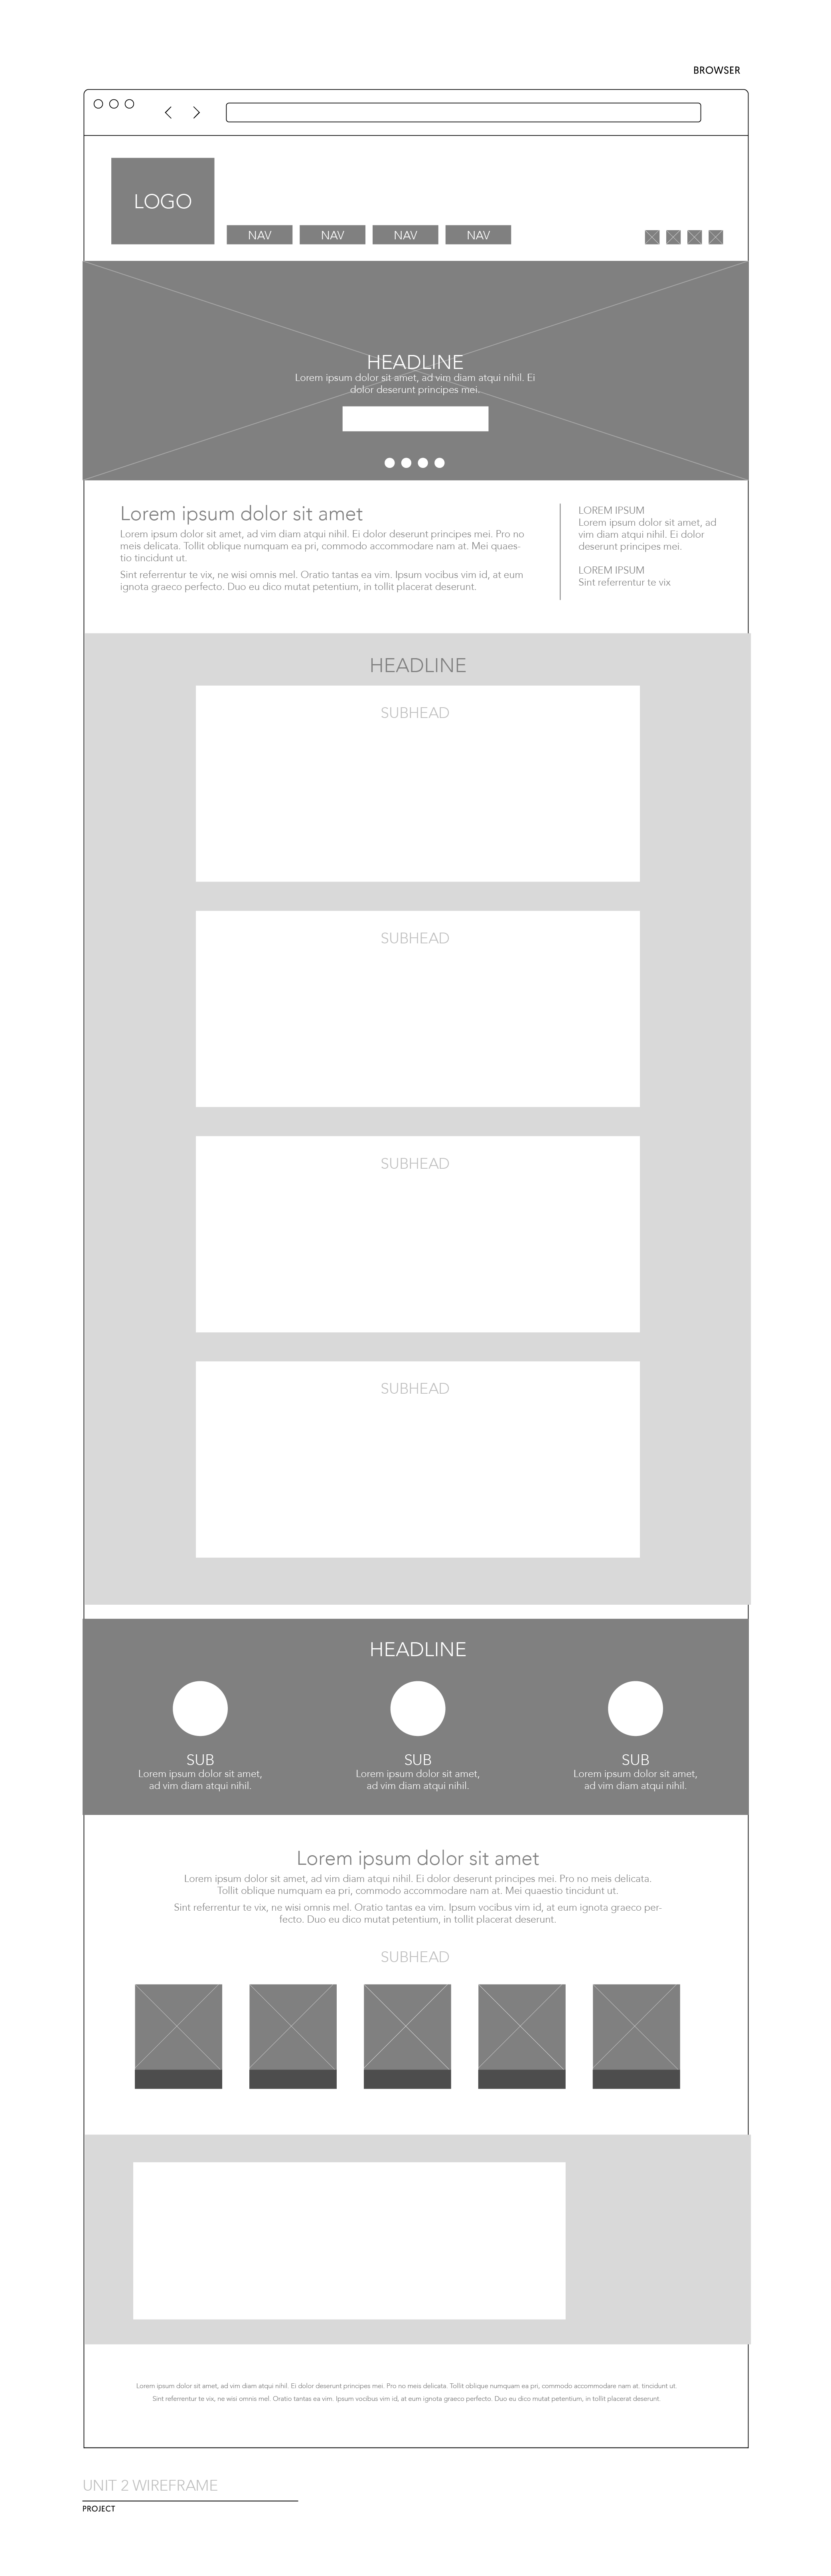 BROWSER
LOGO
NAV NAV NAV NAV
HEADLINE
Lorem ipsum dolor sit amet, ad vim diam atqui nihil. Ei
dolor deserunt principes mei.
Lorem ipsum dolor sit amet
Lorem ipsum dolor sit amet, ad vim diam atqui nihil. Ei dolor deserunt principes mei. Pro no
meis delicata. Tollit oblique numquam ea pri, commodo accommodare nam at. Mei quaes-
tio tincidunt ut.
Sint referrentur te vix, ne wisi omnis mel. Oratio tantas ea vim. Ipsum vocibus vim id, at eum
ignota graeco perfecto. Duo eu dico mutat petentium, in tollit placerat deserunt.
LOREM IPSUM
Lorem ipsum dolor sit amet, ad
vim diam atqui nihil. Ei dolor
deserunt principes mei.
LOREM IPSUM
Sint referrentur te vix
HEADLINE
SUBHEAD
SUBHEAD
SUBHEAD
SUBHEAD
HEADLINE
SUB
Lorem ipsum dolor sit amet,
ad vim diam atqui nihil.
SUB
Lorem ipsum dolor sit amet,
ad vim diam atqui nihil.
SUB
Lorem ipsum dolor sit amet,
ad vim diam atqui nihil.
Lorem ipsum dolor sit amet
Lorem ipsum dolor sit amet, ad vim diam atqui nihil. Ei dolor deserunt principes mei. Pro no meis delicata.
Tollit oblique numquam ea pri, commodo accommodare nam at. Mei quaestio tincidunt ut.
Sint referrentur te vix, ne wisi omnis mel. Oratio tantas ea vim. Ipsum vocibus vim id, at eum ignota graeco per-
fecto. Duo eu dico mutat petentium, in tollit placerat deserunt.
SUBHEAD
Lorem ipsum dolor sit amet, ad vim diam atqui nihil. Ei dolor deserunt principes mei. Pro no meis delicata. Tollit oblique numquam ea pri, commodo accommodare nam at. tincidunt ut.
Sint referrentur te vix, ne wisi omnis mel. Oratio tantas ea vim. Ipsum vocibus vim id, at eum ignota graeco perfecto. Duo eu dico mutat petentium, in tollit placerat deserunt.
UNIT 2 WIREFRAME
PROJECT